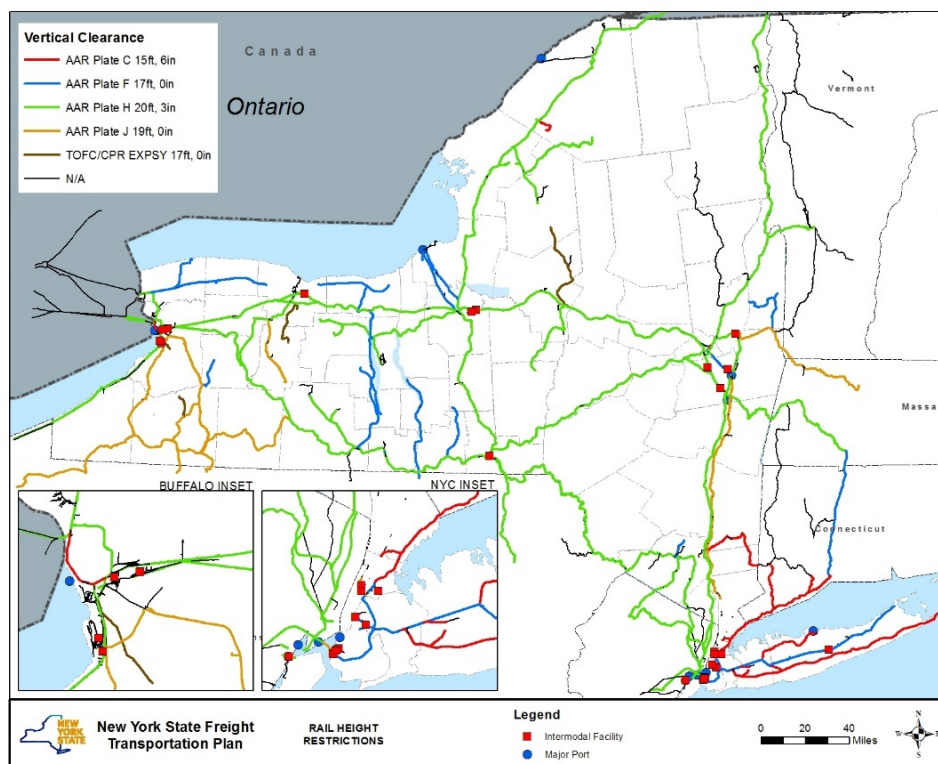 Vertical Clearance
AAR Plate C 15ft, 6in
AAR Plate F 17ft, 0in
AAR Plate H 20ft, 3in
AAR Plate J 19ft, 0in
TOFC/CPR EXPSY 17ft, 0in
N/A
Canada
Ontario
Vermont
Massa
Connecticut
BUFFALO INSET
NYC INSET
NEW
YORK
STATE
New York State Freight
Transportation Plan
RAIL HEIGHT
RESTRICTIONS
Legend
Intermodal Facility
Major Port
0 20 40
Miles
N
W E
S